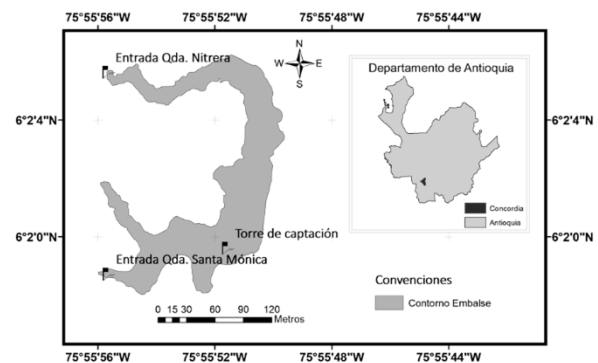 75°55'56"W 75°55'52"W 75°55'48"W 75°55'44"W
Entrada Qda. Nitrera
N
W E
S
Departamento de Antioquia
6°2'4"N 6°2'4"N
Concordia
Antioquia
Torre de captación
6°2'0"N 6°2'0"N
Entrada Qda. Santa Mónica
Convenciones
Contorno Embalse
0 15 30 60 90 120
Metros
75°55'56"W 75°55'52"W 75°55'48"W 75°55'44"W